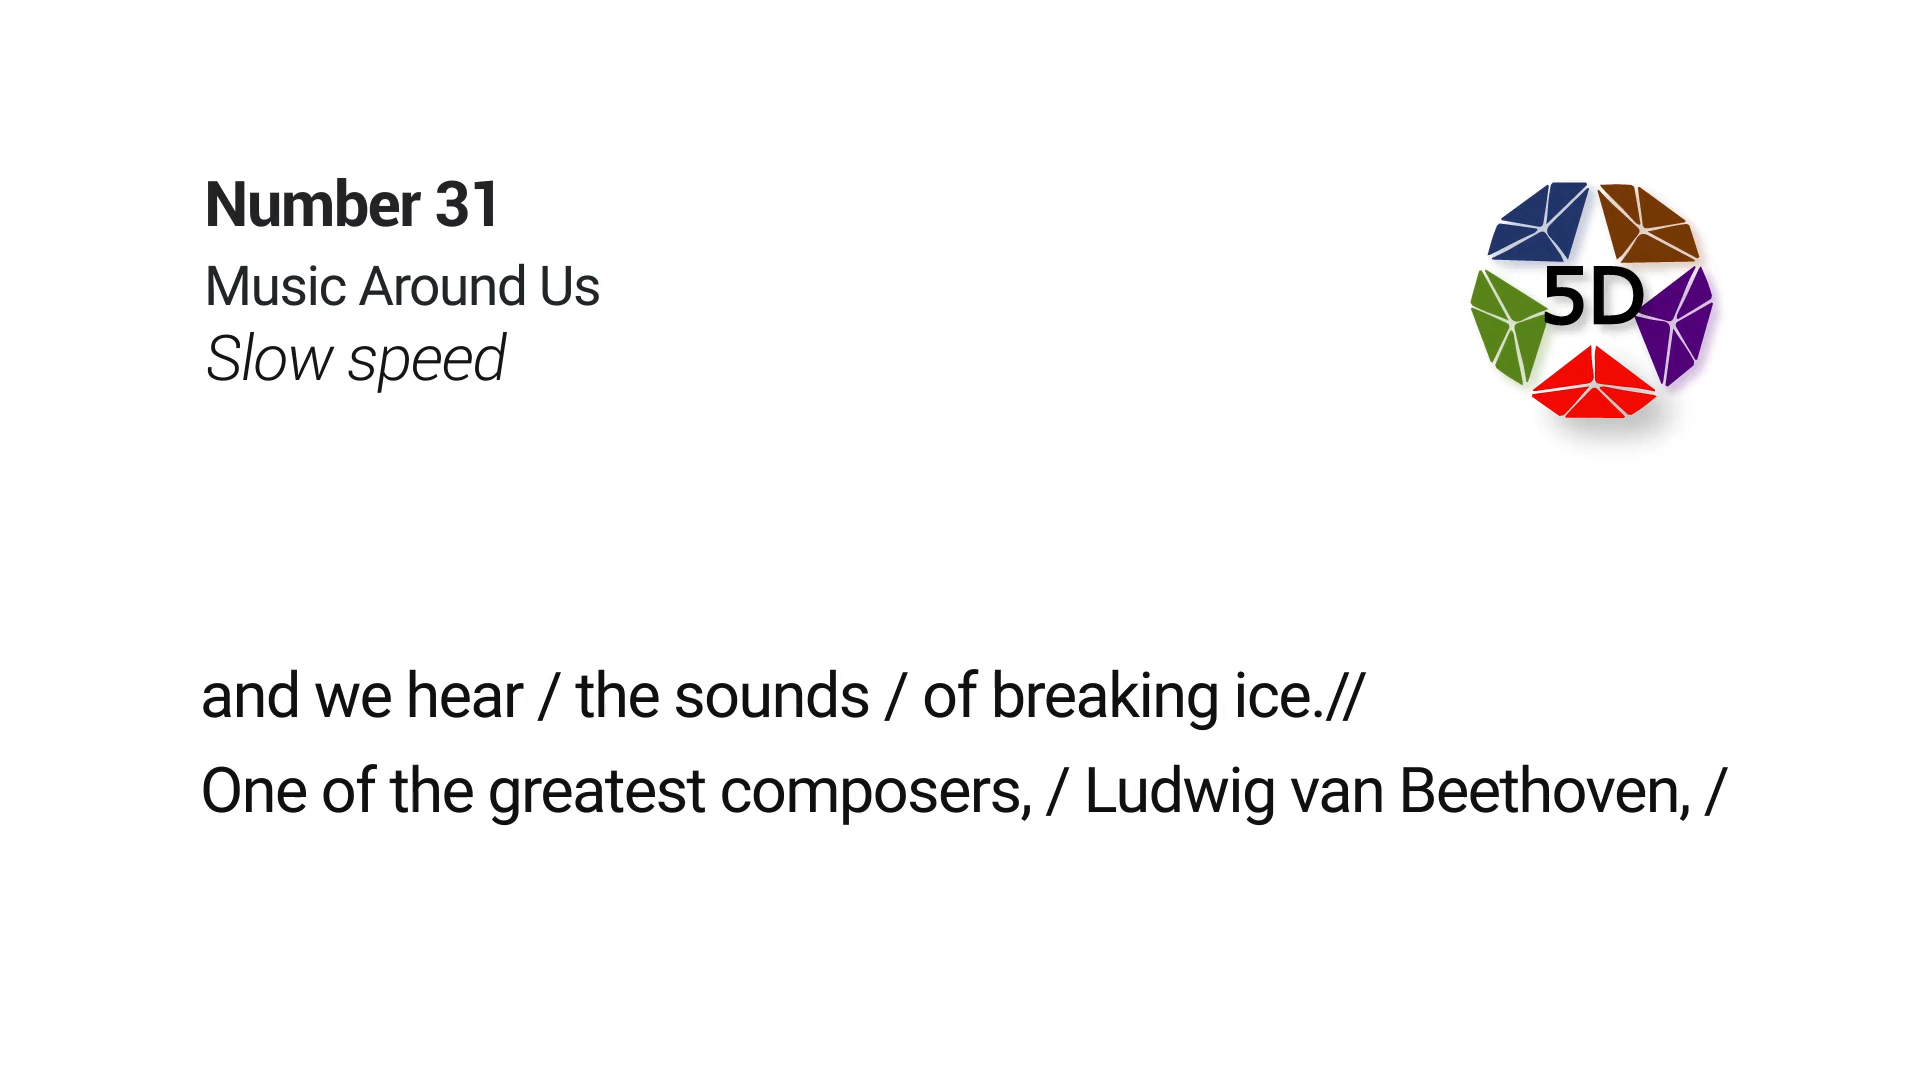 Number 31
Music Around Us
Slow speed
5D
and we hear / the sounds / of breaking ice.//
One of the greatest composers, / Ludwig van Beethoven, /